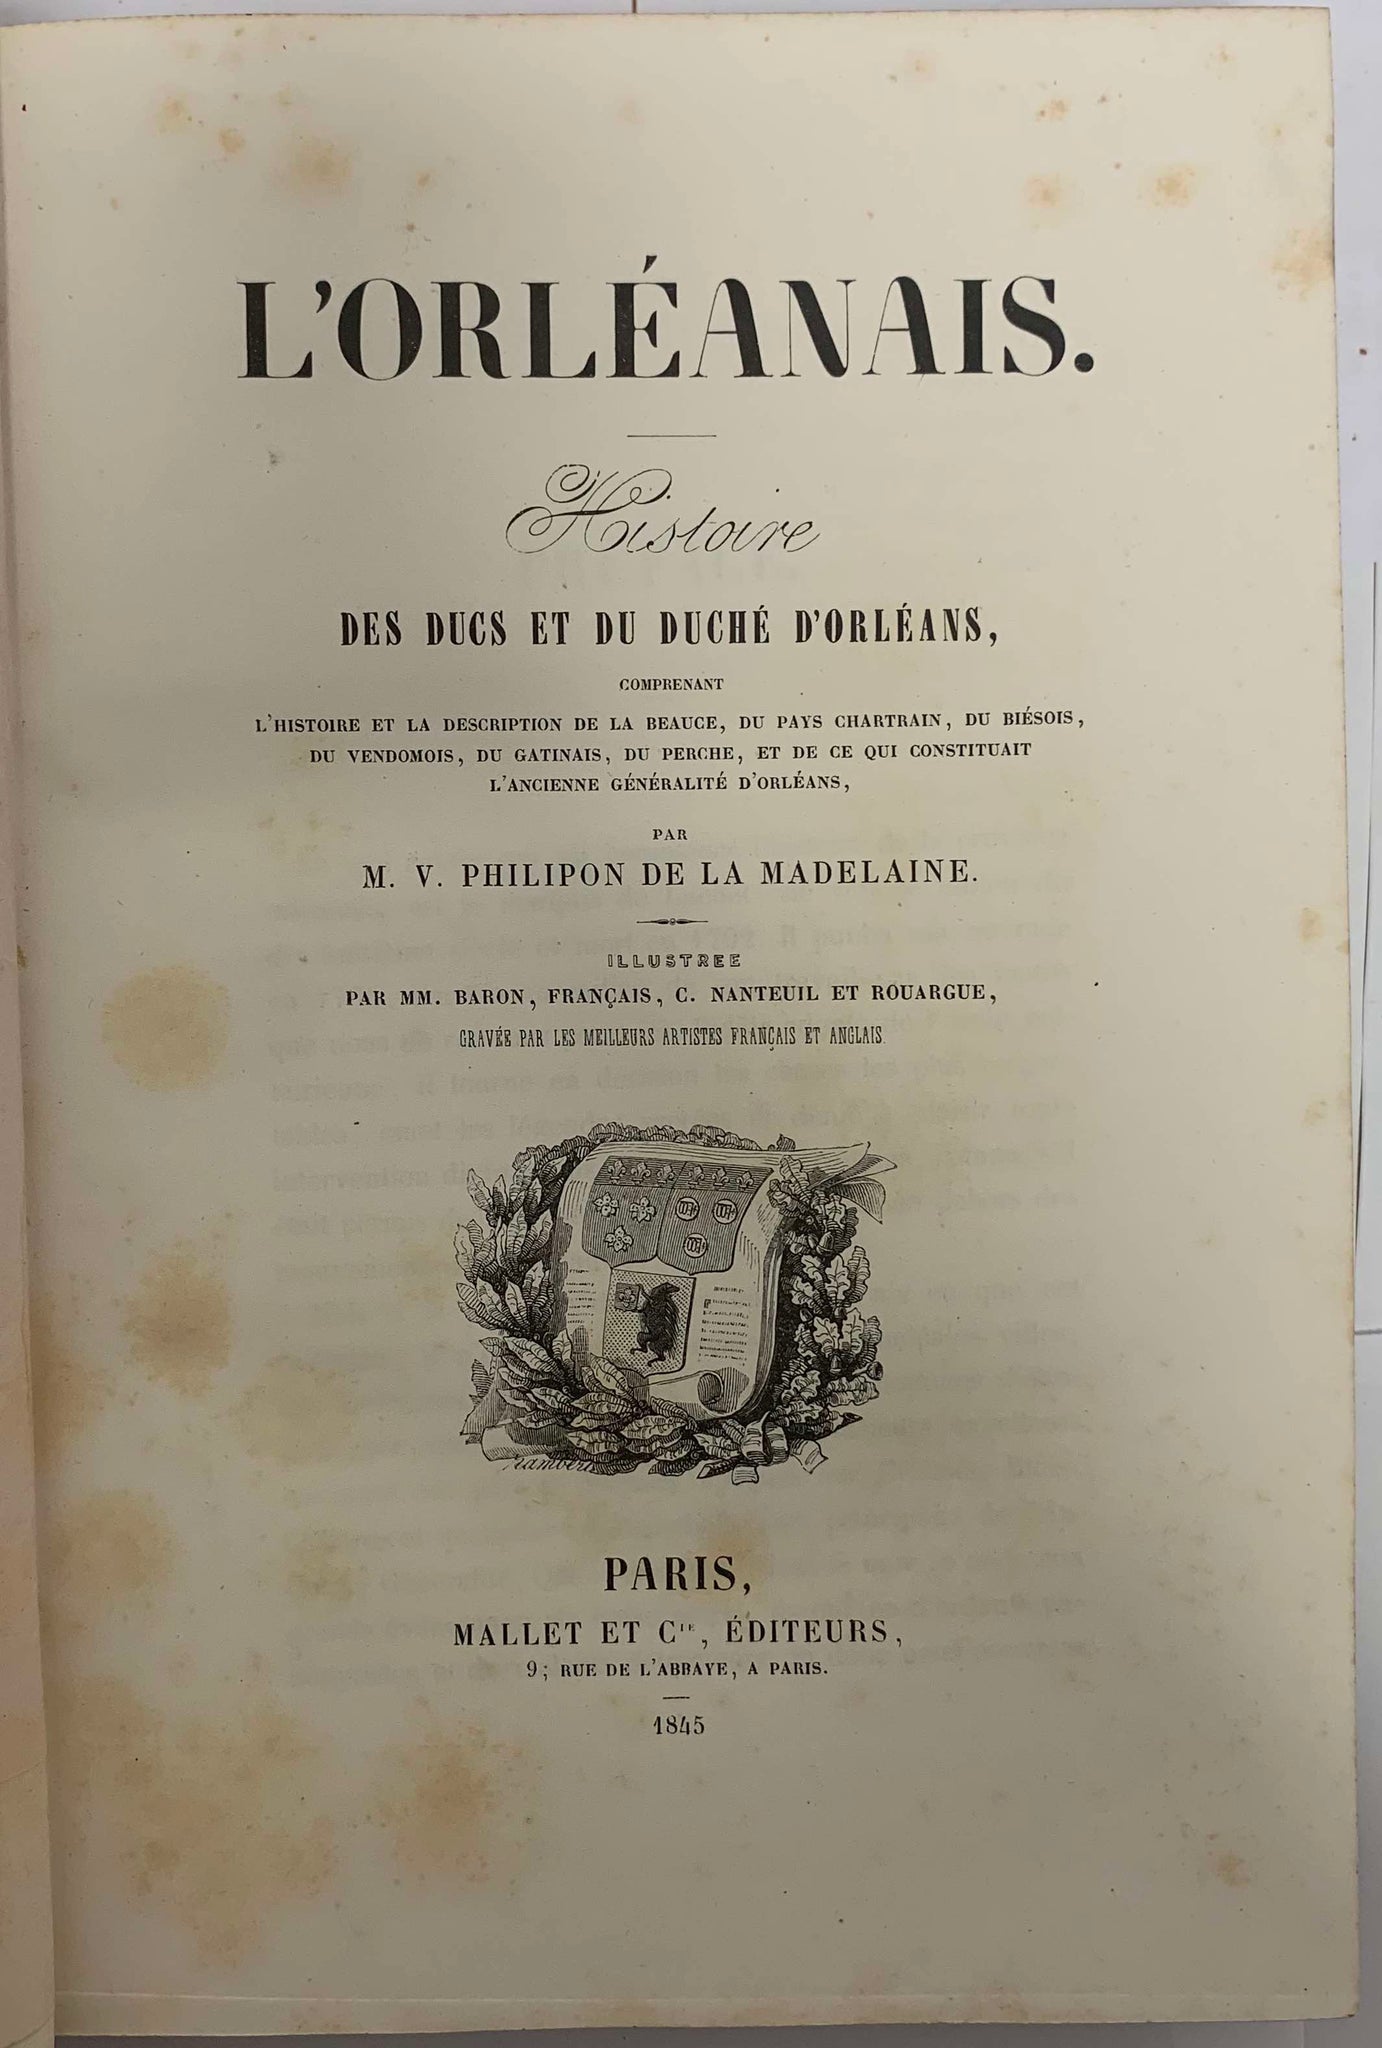 L'ORLÉANAIS.
Histoire
DES DUCS ET DU DUCHÉ D'ORLÉANS,
COMPRENANT
L'HISTOIRE ET LA DESCRIPTION DE LA BEAUCE, DU PAYS CHARTRAIN, DU BIÉSOIS,
DU VENDOMOIS, DU GATINAIS, DU PERCHE, ET DE CE QUI CONSTITUAIT
L'ANCIENNE GÉNÉRALITÉ D'ORLÉANS,
PAR
M. V. PHILIPON DE LA MADELAINE.
ILLUSTREE
PAR MM. BARON, FRANÇAIS, C. NANTEUIL ET ROUARGUE,
GRAVÉE PAR LES MEILLEURS ARTISTES FRANÇAIS ET ANGLAIS.
PARIS,
MALLET ET Cie, ÉDITEURS,
9; RUE DE L'ABBAYE, A PARIS.
1845